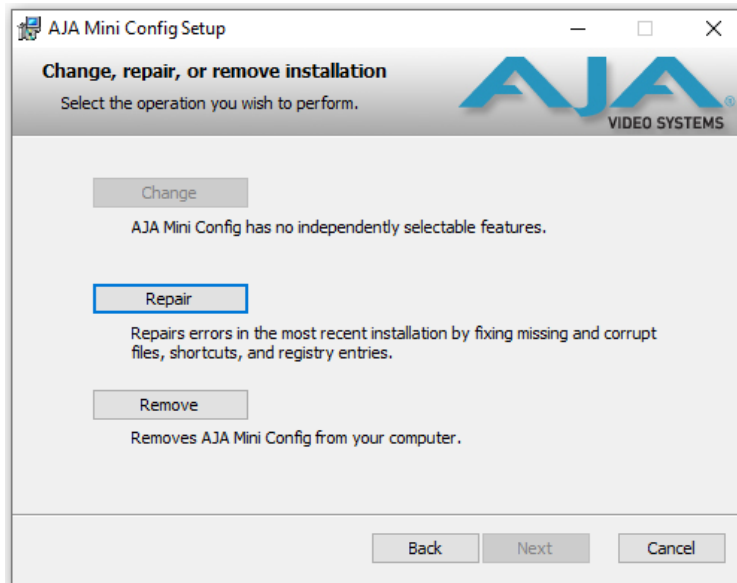 AJA Mini Config Setup
Change, repair, or remove installation
Select the operation you wish to perform.
AJA
VIDEO SYSTEMS
Change
AJA Mini Config has no independently selectable features.
Repair
Repairs errors in the most recent installation by fixing missing and corrupt
files, shortcuts, and registry entries.
Remove
Removes AJA Mini Config from your computer.
Back
Next
Cancel